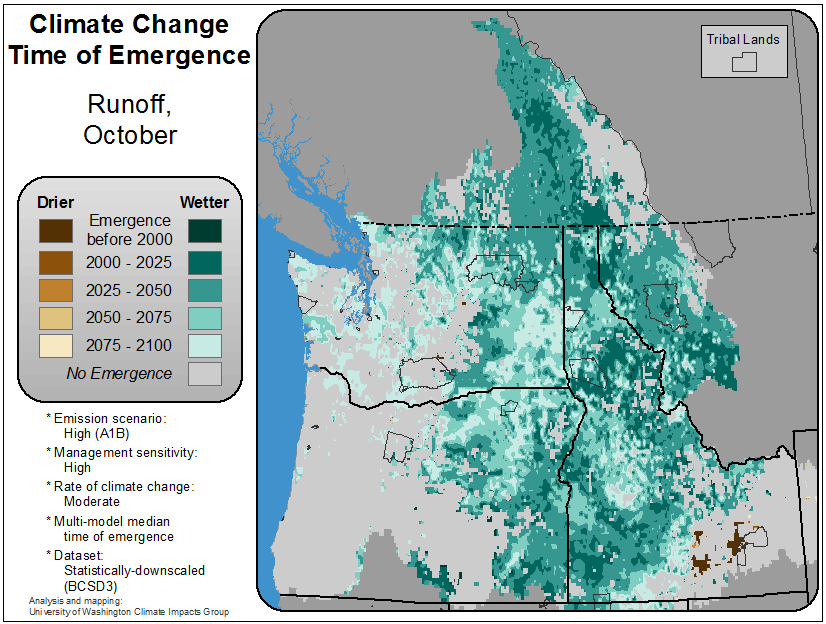 Climate Change
Time of Emergence
Runoff,
October
Drier
Wetter
Emergence
before 2000
2000 - 2025
2025 - 2050
2050 - 2075
2075 - 2100
No Emergence
* Emission scenario:
High (A1B)
* Management sensitivity:
High
* Rate of climate change:
Moderate
* Multi-model median
time of emergence
* Dataset:
Statistically-downscaled
(BCSD3)
Analysis and mapping:
University of Washington Climate Impacts Group
Tribal Lands